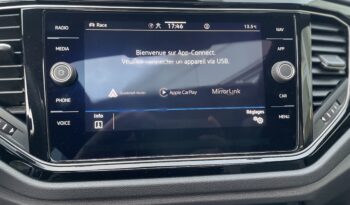 RADIO
Race
17:46
13.5°c
NAV
MEDIA
Bienvenue sur App-Connect.
APP
Veuillez connecter un appareil via USB.
Apple CarPlay
MirrorLink
PHONE
CAR
VOICE
Info
Réglages
MENU